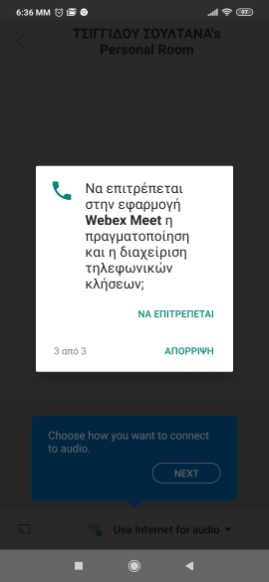 6:36 ΜΜ
97
ΤΣΙΓΓΙΔΟΥ ΣΟΥΛΤΑΝΑ's
Personal Room
Να επιτρέπεται
στην εφαρμογή
Webex Meet η
πραγματοποίηση
και η διαχείριση
τηλεφωνικών
κλήσεων;
ΝΑ ΕΠΙΤΡΕΠΕΤΑΙ
3 από 3
ΑΠΟΡΡΙΨΗ
Choose how you want to connect
to audio.
NEXT
Use Internet for audio